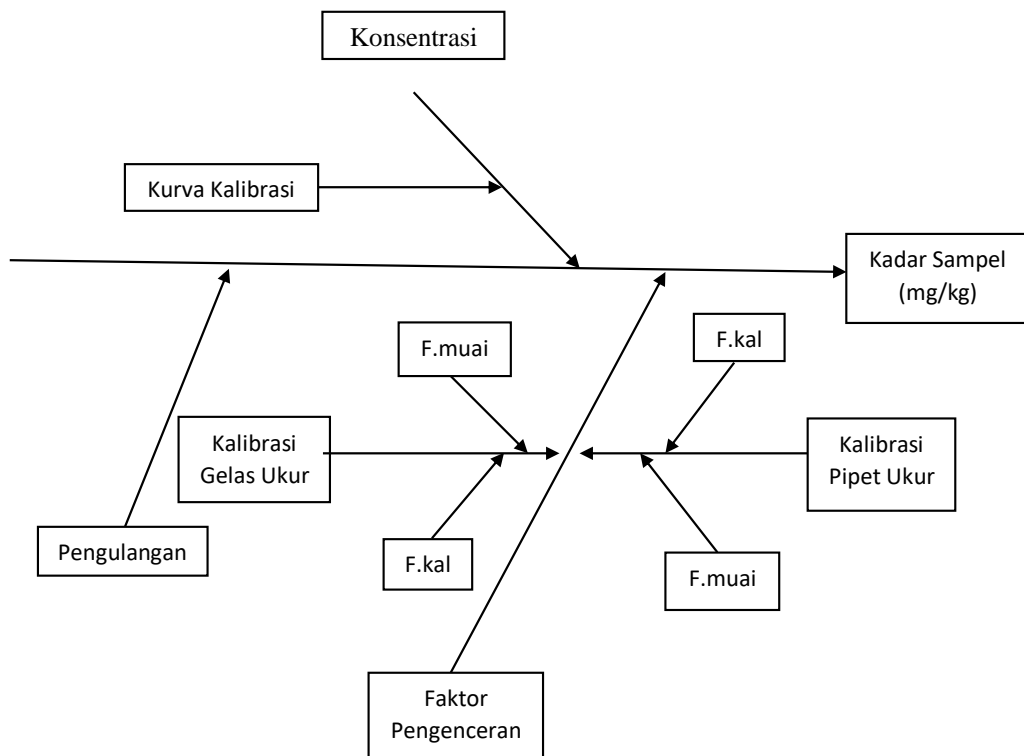 Konsentrasi
Kurva Kalibrasi
Kadar Sampel
(mg/kg)
F.muai
F.kal
Kalibrasi
Gelas Ukur
Kalibrasi
Pipet Ukur
Pengulangan
F.kal
F.muai
Faktor
Pengenceran